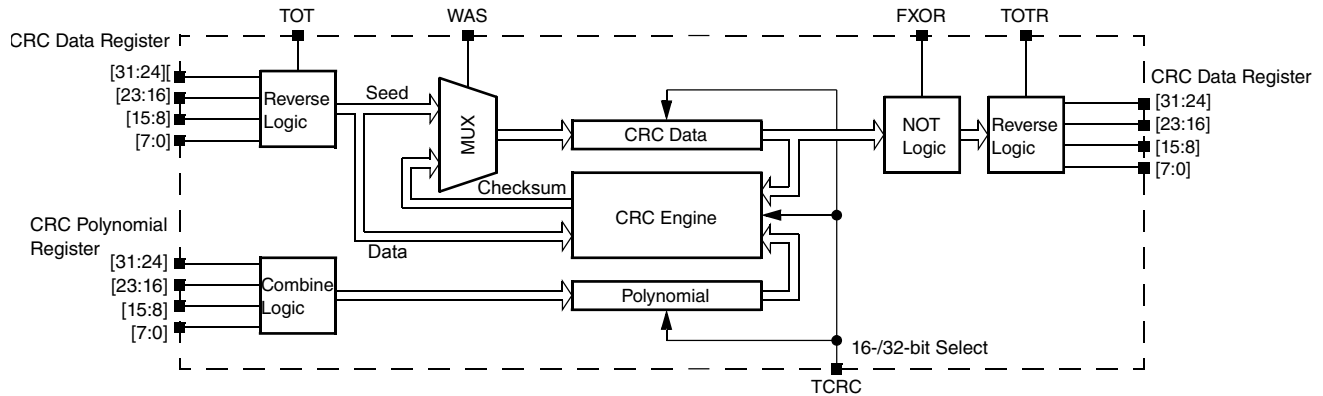 TOT
WAS
FXOR
TOTR
CRC Data Register
[31:24][
[23:16]
[15:8]
[7:0]
Reverse
Logic
Seed
MUX
Checksum
Data
CRC Data
CRC Engine
Polynomial
NOT
Logic
Reverse
Logic
CRC Data Register
[31:24]
[23:16]
[15:8]
[7:0]
CRC Polynomial
Register
[31:24]
[23:16]
[15:8]
[7:0]
Combine
Logic
16-/32-bit Select
TCRC